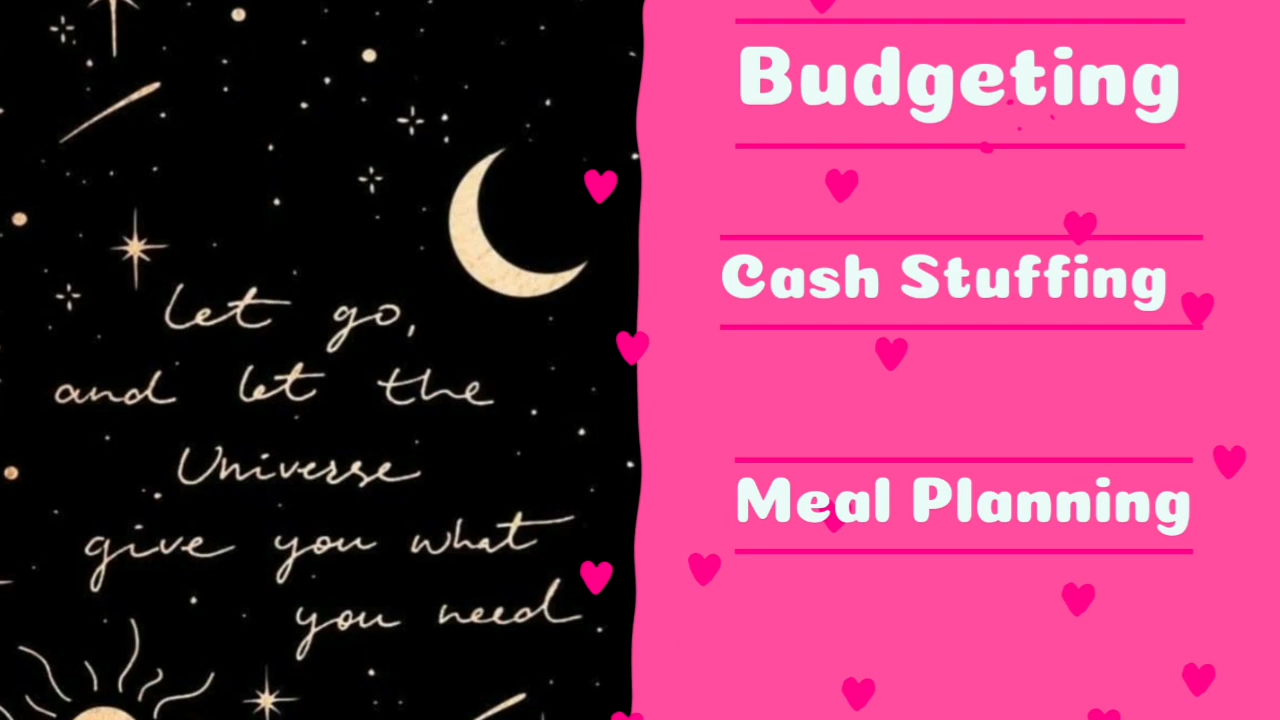 let go,
and let the
Universe
give you what
you need
Budgeting
Cash Stuffing
Meal Planning